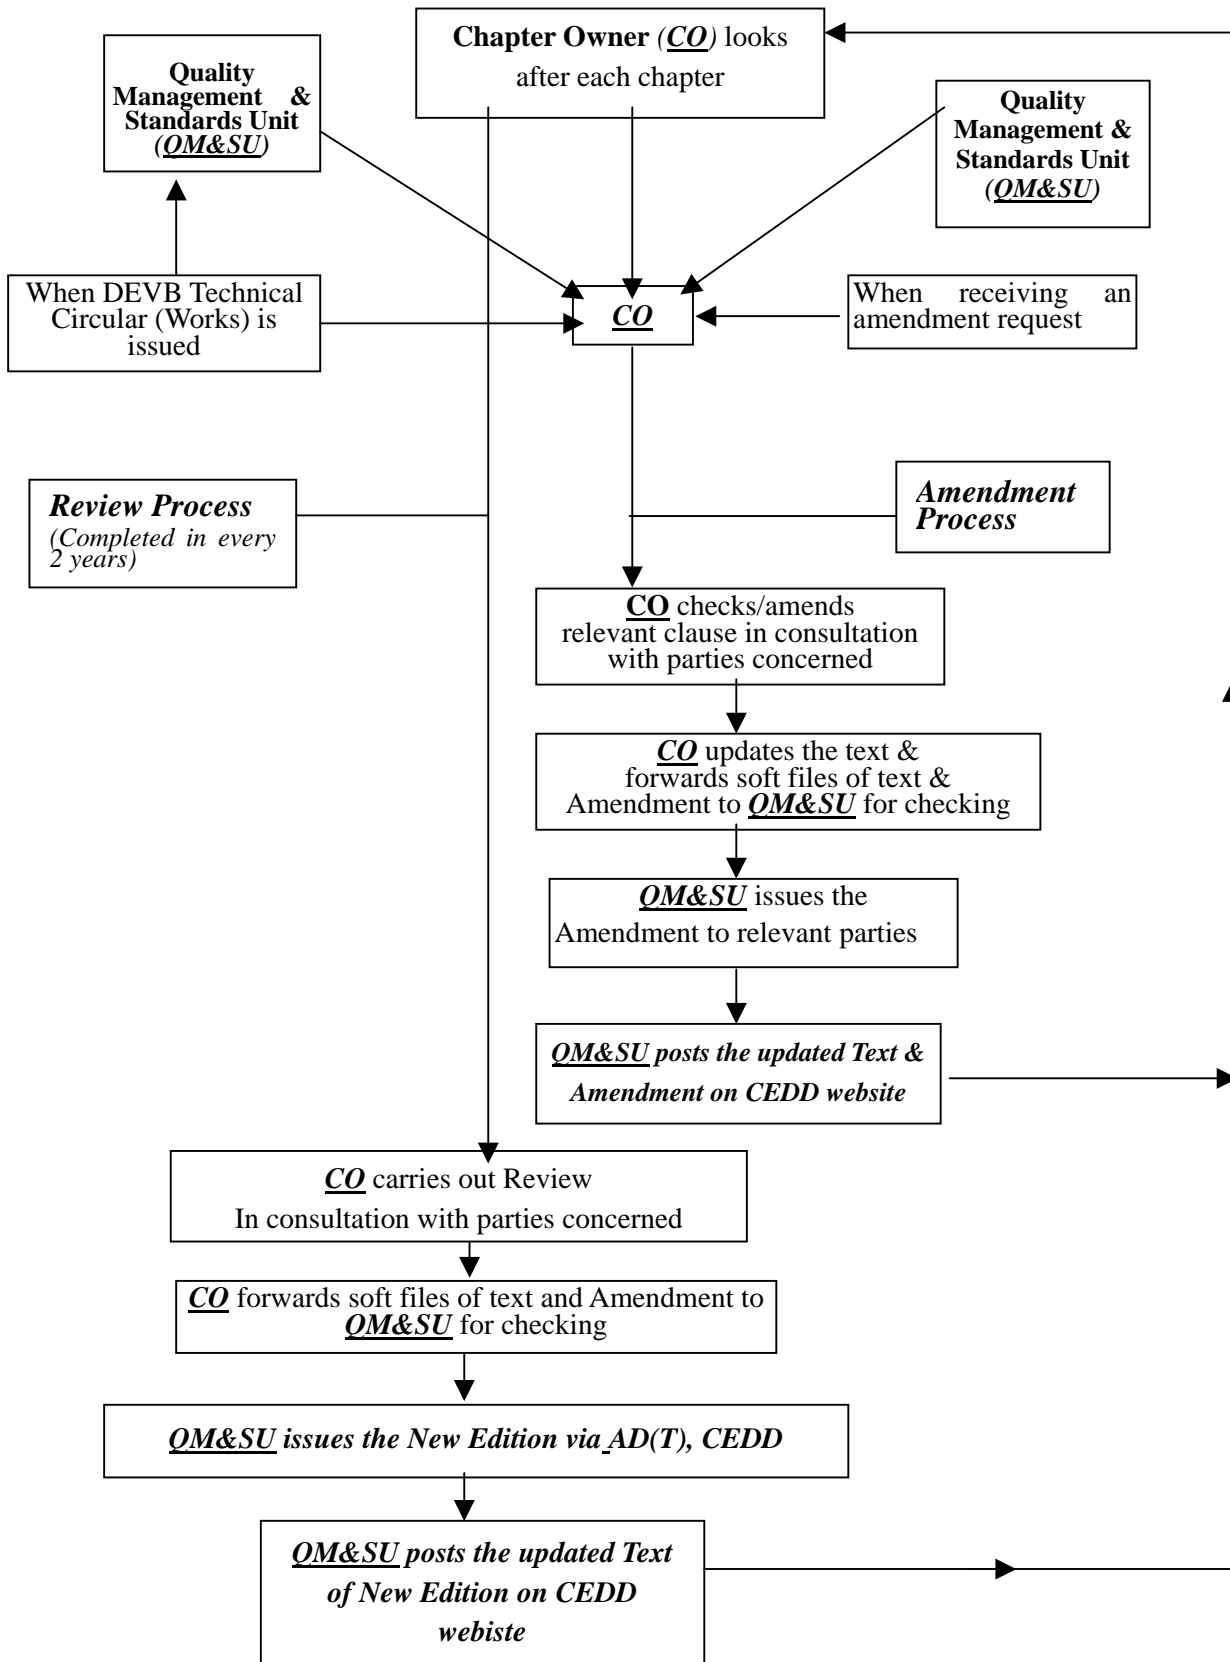 Chapter Owner (CO) looks
after each chapter
Quality
Management &
Standards Unit
(QM&SU)
Quality
Management &
Standards Unit
(QM&SU)
When DEVB Technical
Circular (Works) is
issued
CO
When receiving an
amendment request
Review Process
(Completed in every
2 years)
Amendment
Process
CO checks/amends
relevant clause in consultation
with parties concerned
CO updates the text &
forwards soft files of text &
Amendment to QM&SU for checking
QM&SU issues the
Amendment to relevant parties
QM&SU posts the updated Text &
Amendment on CEDD website
CO carries out Review
In consultation with parties concerned
CO forwards soft files of text and Amendment to
QM&SU for checking
QM&SU issues the New Edition via AD(T), CEDD
QM&SU posts the updated Text
of New Edition on CEDD
webiste